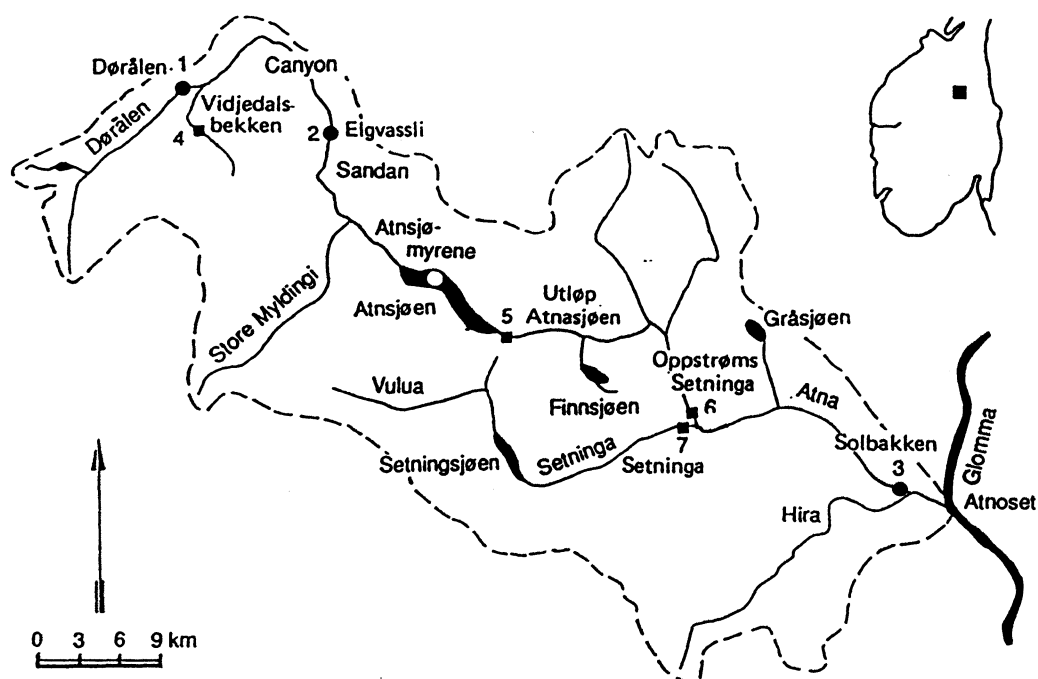 Dørålen. 1
Canyon
Dørålen
Vidjedals-
bekken
4
2
Elgvassli
Sandan
Atnsjø-
myrene
Store Myldingi
Atnsjøen
5
Utløp
Atnasjøen
Gråsjøen
Oppstrøms
Setninga
Vulua
Finnsjøen
6
Atna
7
Setningsjøen
Setninga
Setninga
Solbakken
3
Glomma
Atnoset
Hira
0 3 6 9 km